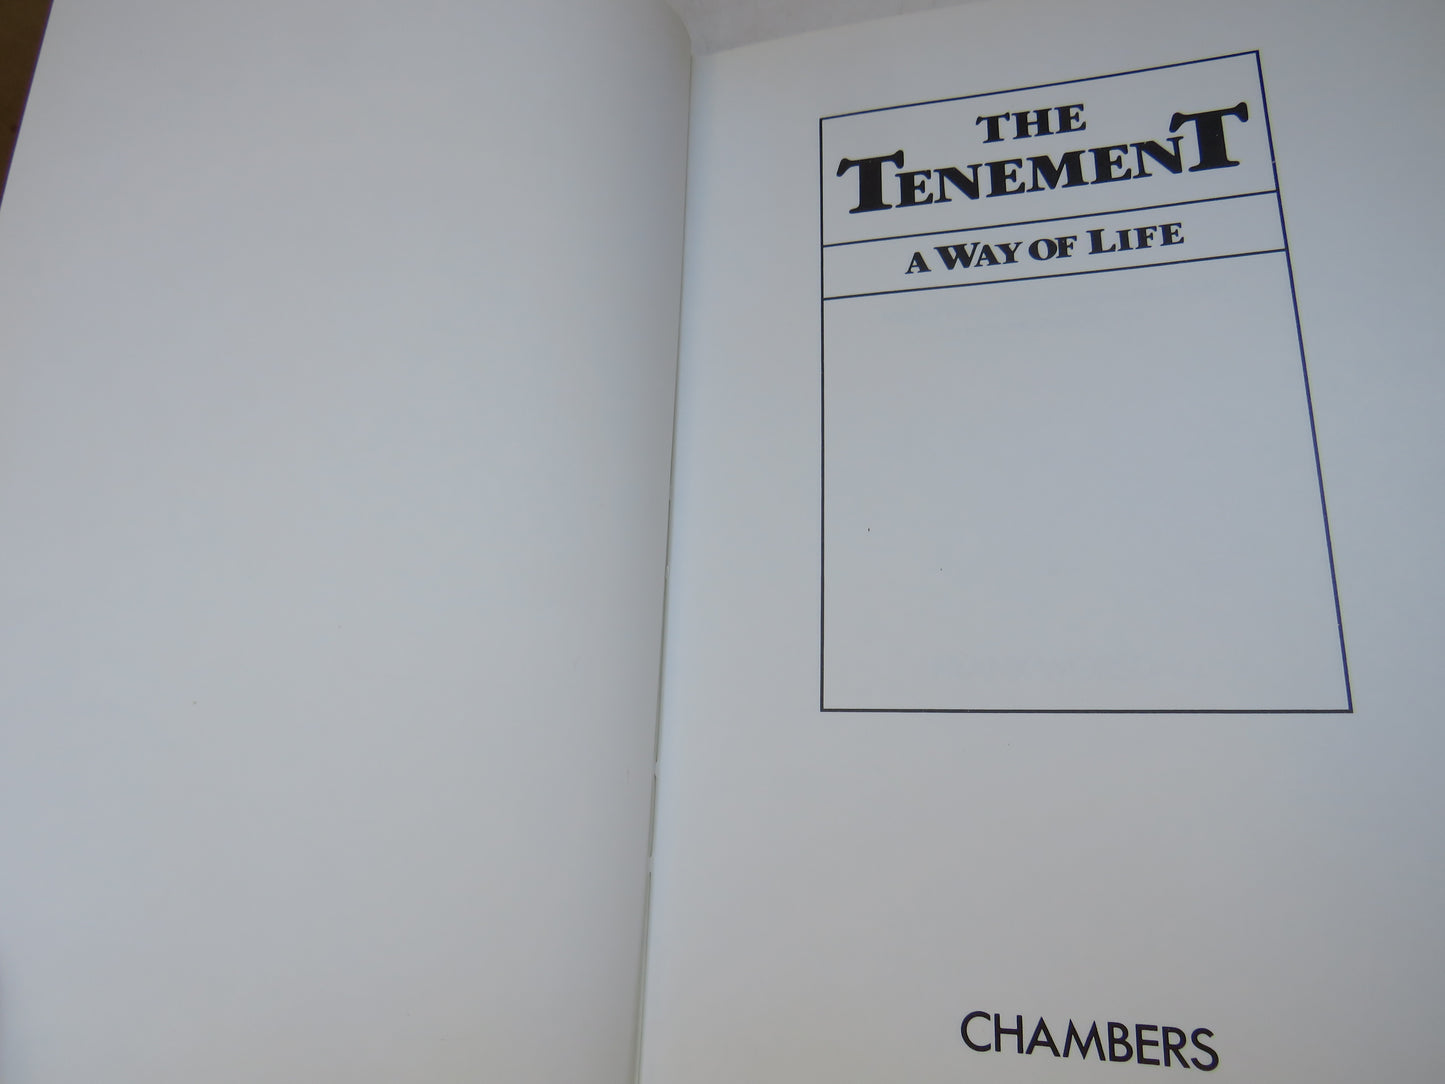 THE
TENEMENT
A WAY OF LIFE
CHAMBERS